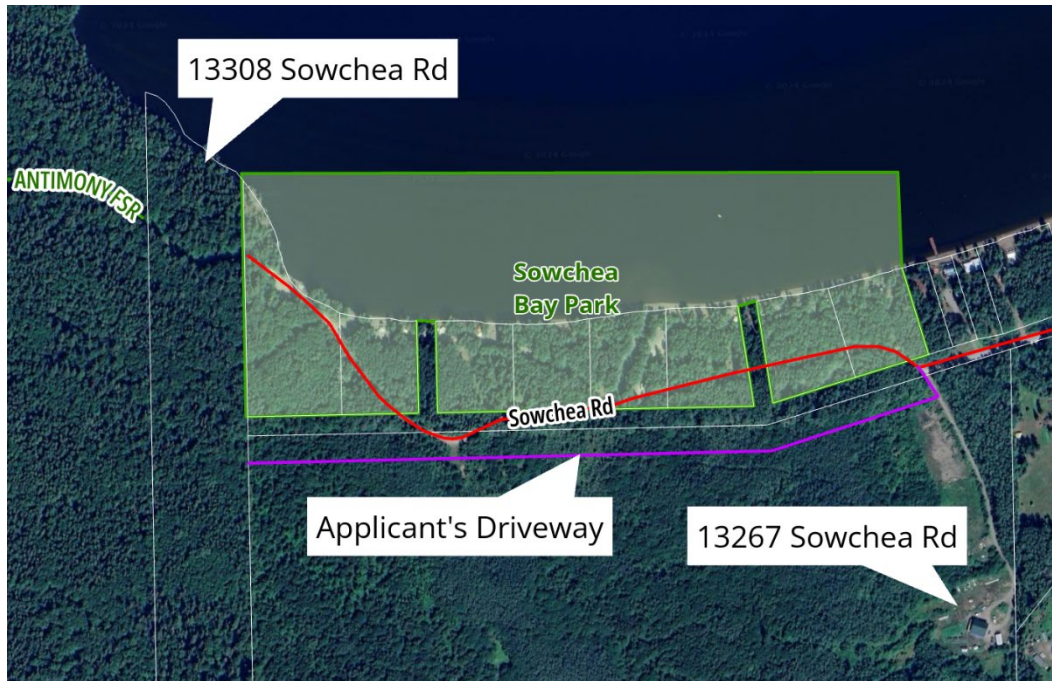 13308 Sowchea Rd
ANTIMONY FSR
Sowchea
Bay Park
Sowchea Rd
Applicant's Driveway
13267 Sowchea Rd